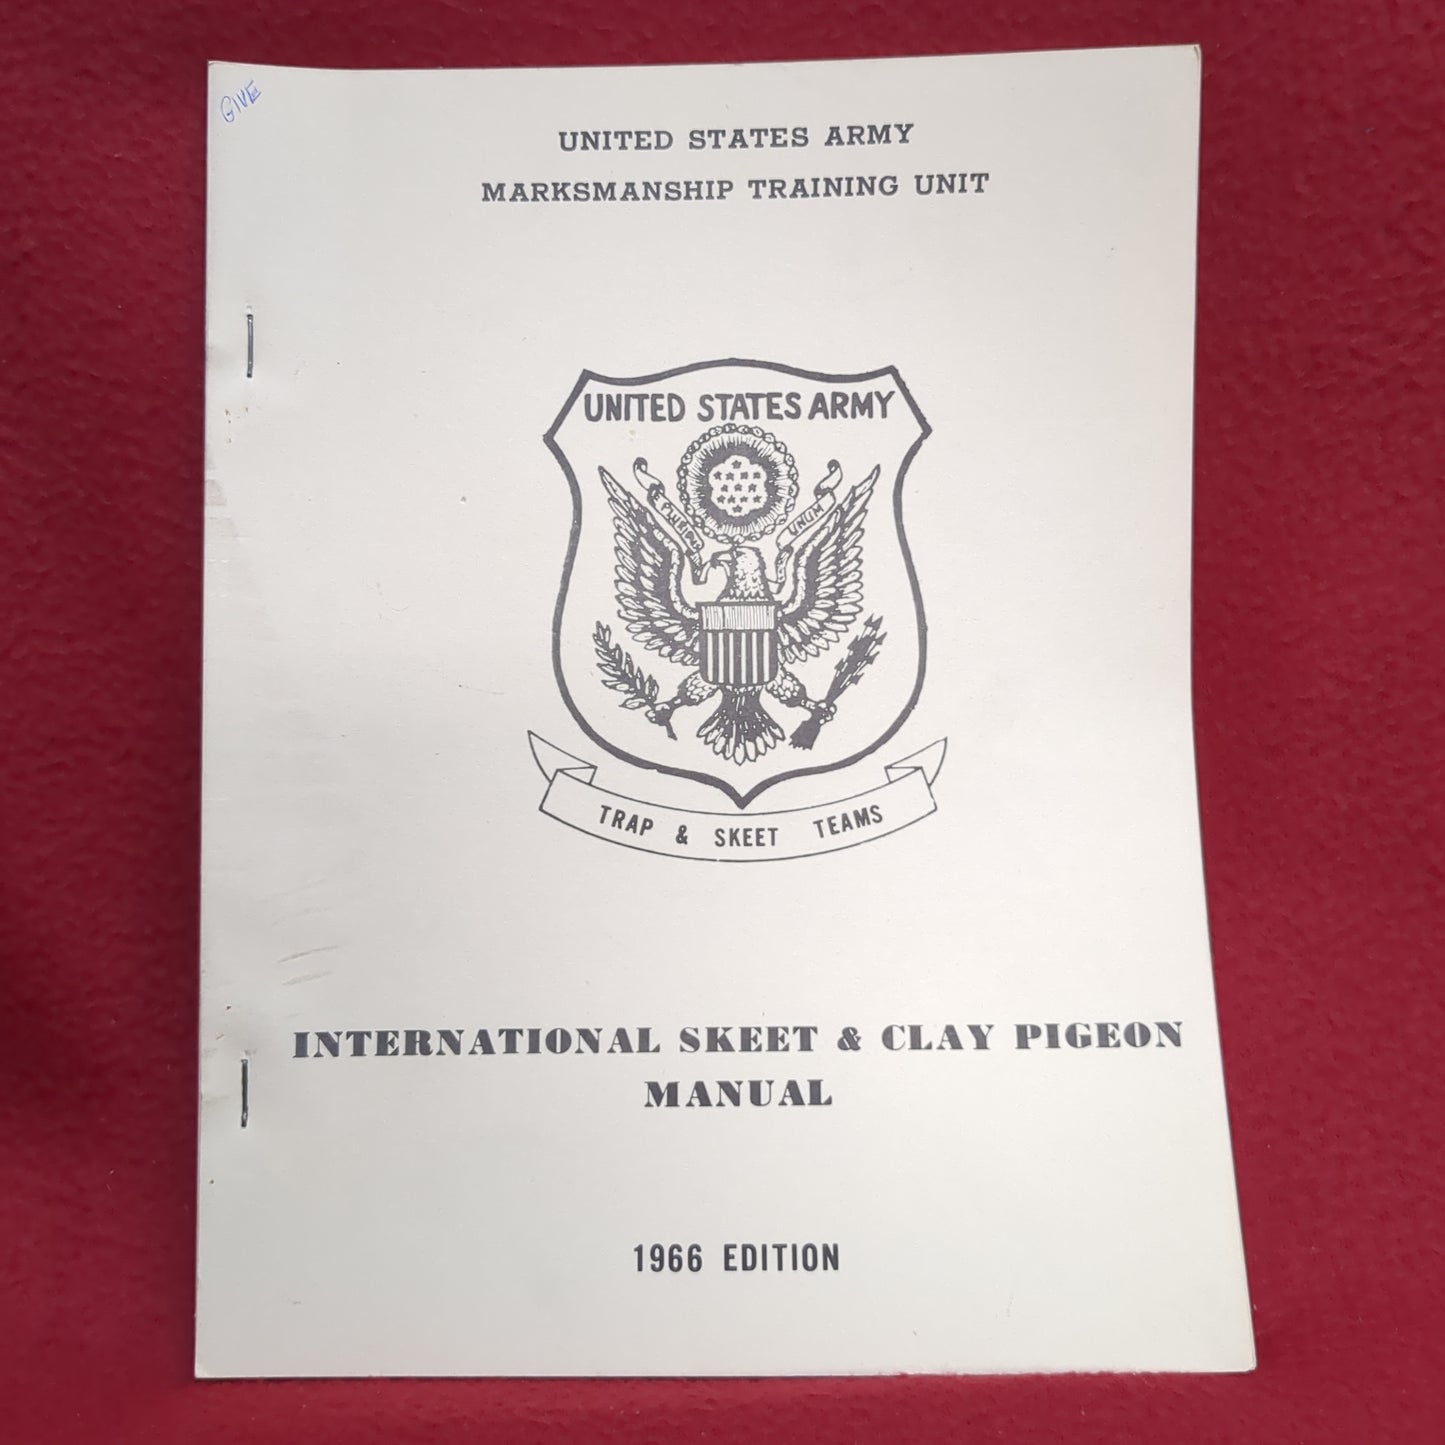 GIVE
UNITED STATES ARMY
MARKSMANSHIP TRAINING UNIT
UNITED STATES ARMY
E PLURIBUS UNUM
TRAP & SKEET TEAMS
INTERNATIONAL SKEET & CLAY PIGEON
MANUAL
1966 EDITION